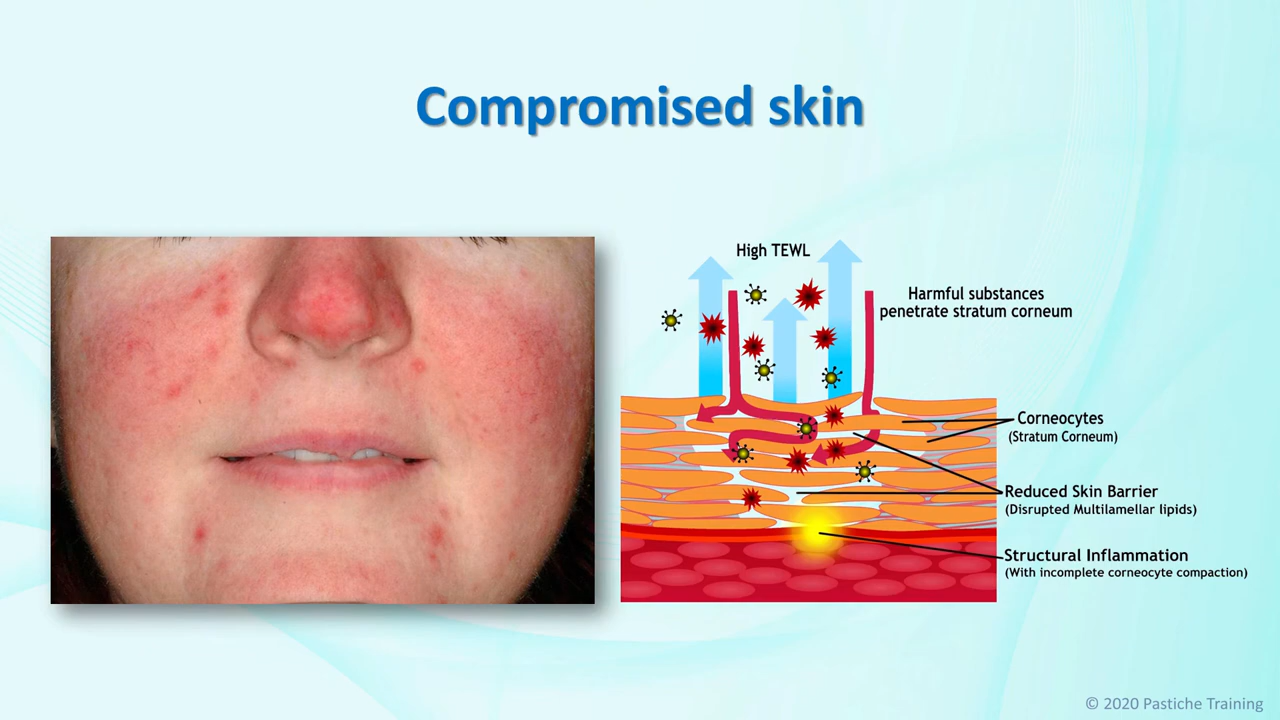 Compromised skin
High TEWL
Harmful substances
penetrate stratum corneum
Corneocytes
(Stratum Corneum)
Reduced Skin Barrier
(Disrupted Multilamellar lipids)
Structural Inflammation
(With incomplete corneocyte compaction)
© 2020 Pastiche Training